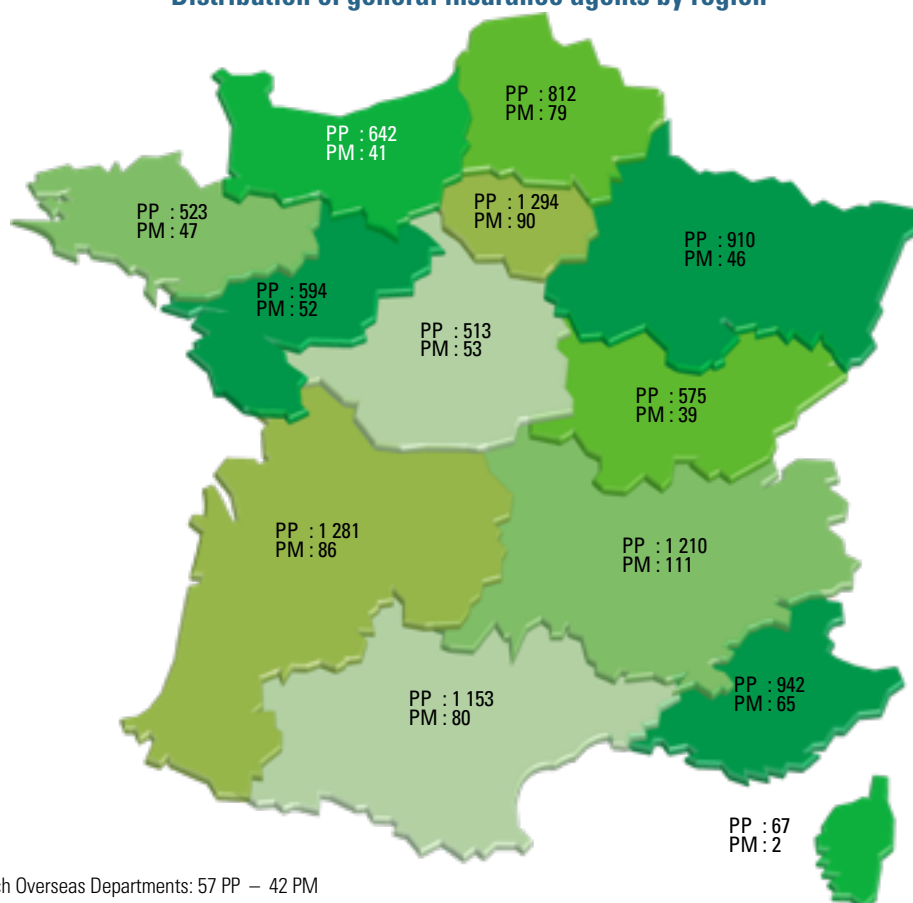 Distribution of general insurance agents by region
PP : 812
PM : 79
PP : 642
PM : 41
PP : 523
PM : 47
PP : 1 294
PM : 90
PP : 910
PM : 46
PP : 594
PM : 52
PP : 513
PM : 53
PP : 575
PM : 39
PP : 1 281
PM : 86
PP : 1 210
PM : 111
PP : 1 153
PM : 80
PP : 942
PM : 65
PP : 67
PM : 2
ch Overseas Departments: 57 PP – 42 PM